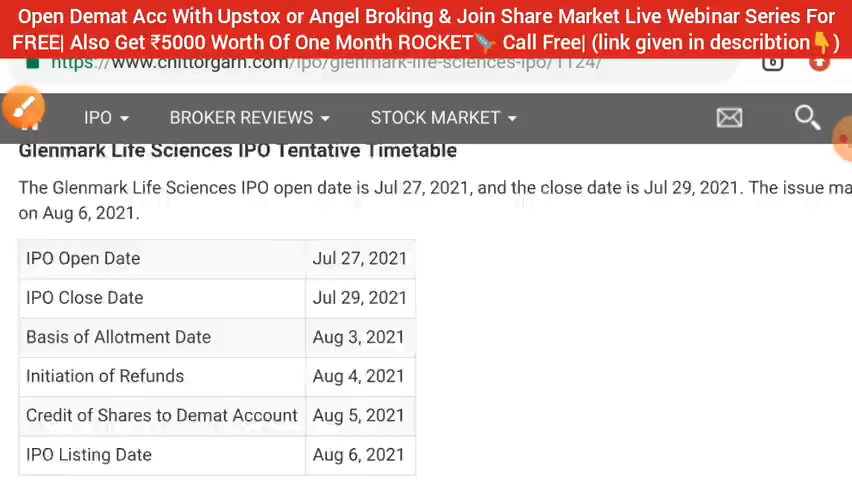 Open Demat Acc With Upstox or Angel Broking & Join Share Market Live Webinar Series For
FREE| Also Get ₹5000 Worth Of One Month ROCKET🚀 Call Free| (link given in describtion👇)
https://www.chittorgarh.com/ipo/glenmark-life-sciences-ipo/1124/
IPO BROKER REVIEWS STOCK MARKET
Glenmark Life Sciences IPO Tentative Timetable
The Glenmark Life Sciences IPO open date is Jul 27, 2021, and the close date is Jul 29, 2021. The issue ma
on Aug 6, 2021.
IPO Open Date Jul 27, 2021
IPO Close Date Jul 29, 2021
Basis of Allotment Date Aug 3, 2021
Initiation of Refunds Aug 4, 2021
Credit of Shares to Demat Account Aug 5, 2021
IPO Listing Date Aug 6, 2021